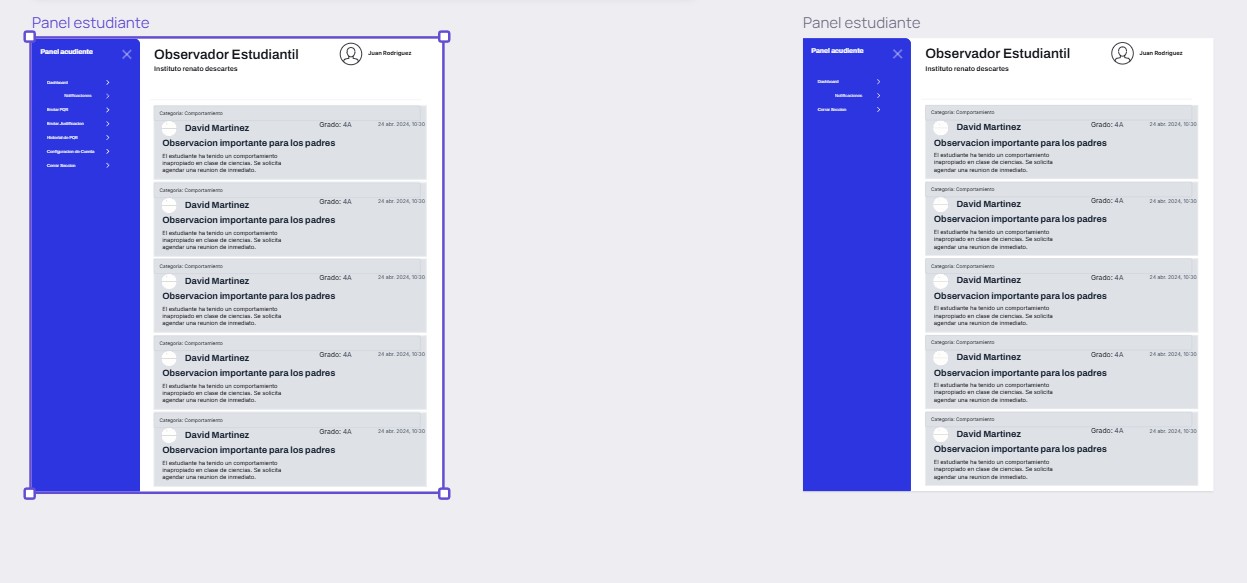 Panel estudiante
Panel acudiente
Dashboard
Notificaciones
Envio PQR
Envios Justificacion
Historial de PQR
Configuracion de Cuenta
Cerrar Seccion
Observador Estudiantil
Instituto renato descartes
Juan Rodriguez
Categoria: Comportamiento
David Martinez
Grado: 4A
24 abr. 2024, 10:30
Observacion importante para los padres
El estudiante ha tenido un comportamiento
inapropiado en clase de ciencias. Se solicita
agendar una reunion de inmediato.
Categoria: Comportamiento
David Martinez
Grado: 4A
24 abr. 2024, 10:30
Observacion importante para los padres
El estudiante ha tenido un comportamiento
inapropiado en clase de ciencias. Se solicita
agendar una reunion de inmediato.
Categoria: Comportamiento
David Martinez
Grado: 4A
24 abr. 2024, 10:30
Observacion importante para los padres
El estudiante ha tenido un comportamiento
inapropiado en clase de ciencias. Se solicita
agendar una reunion de inmediato.
Categoria: Comportamiento
David Martinez
Grado: 4A
24 abr. 2024, 10:30
Observacion importante para los padres
El estudiante ha tenido un comportamiento
inapropiado en clase de ciencias. Se solicita
agendar una reunion de inmediato.
Categoria: Comportamiento
David Martinez
Grado: 4A
24 abr. 2024, 10:30
Observacion importante para los padres
El estudiante ha tenido un comportamiento
inapropiado en clase de ciencias. Se solicita
agendar una reunion de inmediato.
Panel estudiante
Panel acudiente
Dashboard
Notificaciones
Cerrar Seccion
Observador Estudiantil
Instituto renato descartes
Juan Rodriguez
Categoria: Comportamiento
David Martinez
Grado: 4A
24 abr. 2024, 10:30
Observacion importante para los padres
El estudiante ha tenido un comportamiento
inapropiado en clase de ciencias. Se solicita
agendar una reunion de inmediato.
Categoria: Comportamiento
David Martinez
Grado: 4A
24 abr. 2024, 10:30
Observacion importante para los padres
El estudiante ha tenido un comportamiento
inapropiado en clase de ciencias. Se solicita
agendar una reunion de inmediato.
Categoria: Comportamiento
David Martinez
Grado: 4A
24 abr. 2024, 10:30
Observacion importante para los padres
El estudiante ha tenido un comportamiento
inapropiado en clase de ciencias. Se solicita
agendar una reunion de inmediato.
Categoria: Comportamiento
David Martinez
Grado: 4A
24 abr. 2024, 10:30
Observacion importante para los padres
El estudiante ha tenido un comportamiento
inapropiado en clase de ciencias. Se solicita
agendar una reunion de inmediato.
Categoria: Comportamiento
David Martinez
Grado: 4A
24 abr. 2024, 10:30
Observacion importante para los padres
El estudiante ha tenido un comportamiento
inapropiado en clase de ciencias. Se solicita
agendar una reunion de inmediato.